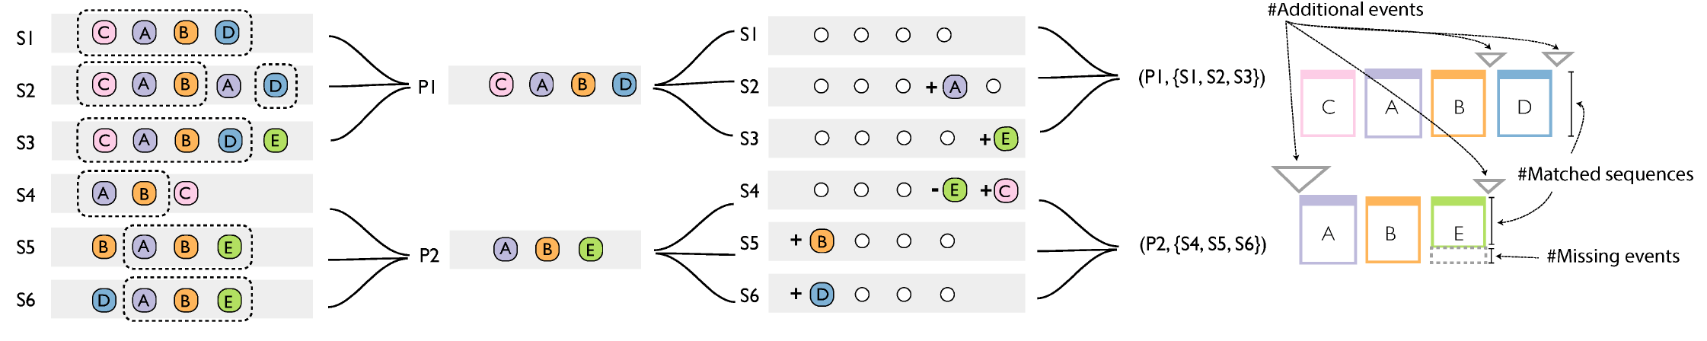 #Additional events
S1 C A B D
S2 C A B A D
S3 C A B D E
S4 A B C
S5 B A B E
S6 D A B E
P1 C A B D
P2 A B E
S1
S2 + A
S3 + E
S4 - E + C
S5 + B
S6 + D
(P1, {S1, S2, S3})
(P2, {S4, S5, S6})
C A B D
#Matched sequences
A B E
#Missing events